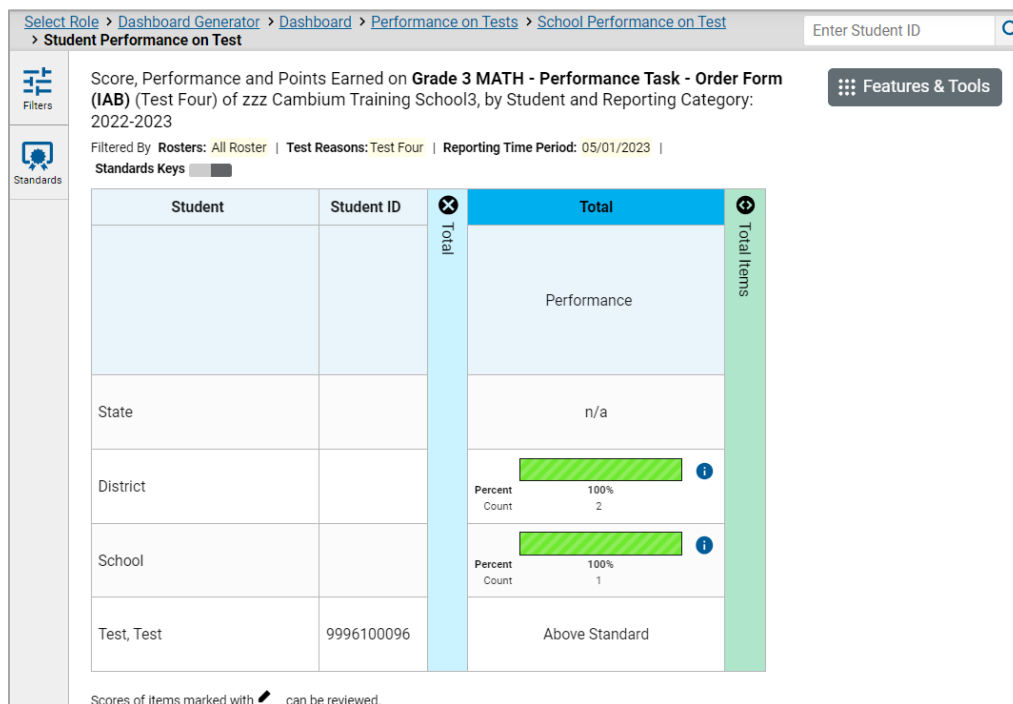 Select Role > Dashboard Generator > Dashboard > Performance on Tests > School Performance on Test
> Student Performance on Test
Enter Student ID
Filters
Standards
Score, Performance and Points Earned on Grade 3 MATH - Performance Task - Order Form
(IAB) (Test Four) of zzz Cambium Training School3, by Student and Reporting Category:
2022-2023
Features & Tools
Filtered By Rosters: All Roster | Test Reasons: Test Four | Reporting Time Period: 05/01/2023 |
Standards Keys
Student Student ID Total Total Total Items
Performance
State n/a
District
Percent 100%
Count 2
School
Percent 100%
Count 1
Test, Test 9996100096 Above Standard
Scores of items marked with can be reviewed.